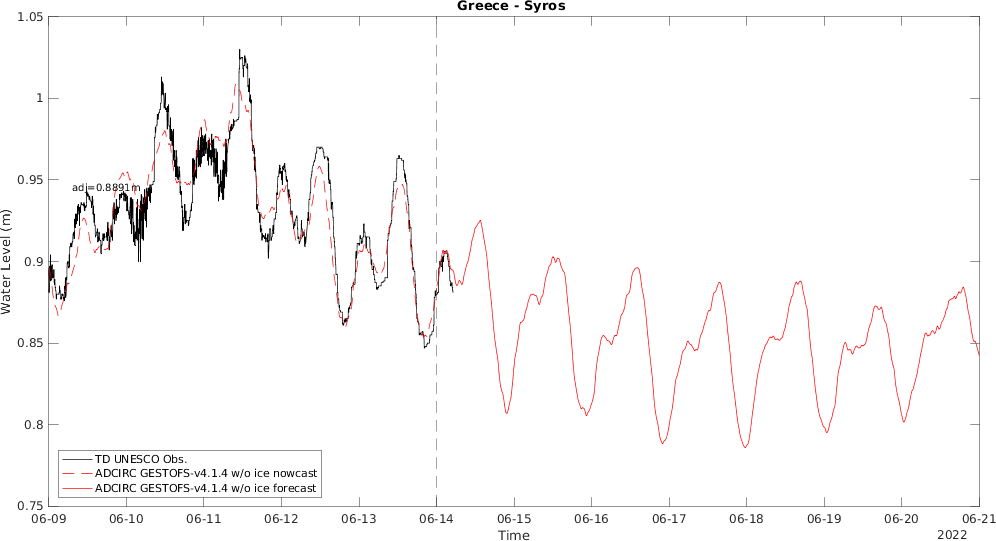 Greece - Syros
1.05
1
0.95
0.9
0.85
0.8
0.75
Water Level (m)
adj=0.8891m
TD UNESCO Obs.
ADCIRC GESTOFS-v4.1.4 w/o ice nowcast
ADCIRC GESTOFS-v4.1.4 w/o ice forecast
06-09 06-10 06-11 06-12 06-13 06-14 06-15 06-16 06-17 06-18 06-19 06-20 06-21
Time
2022